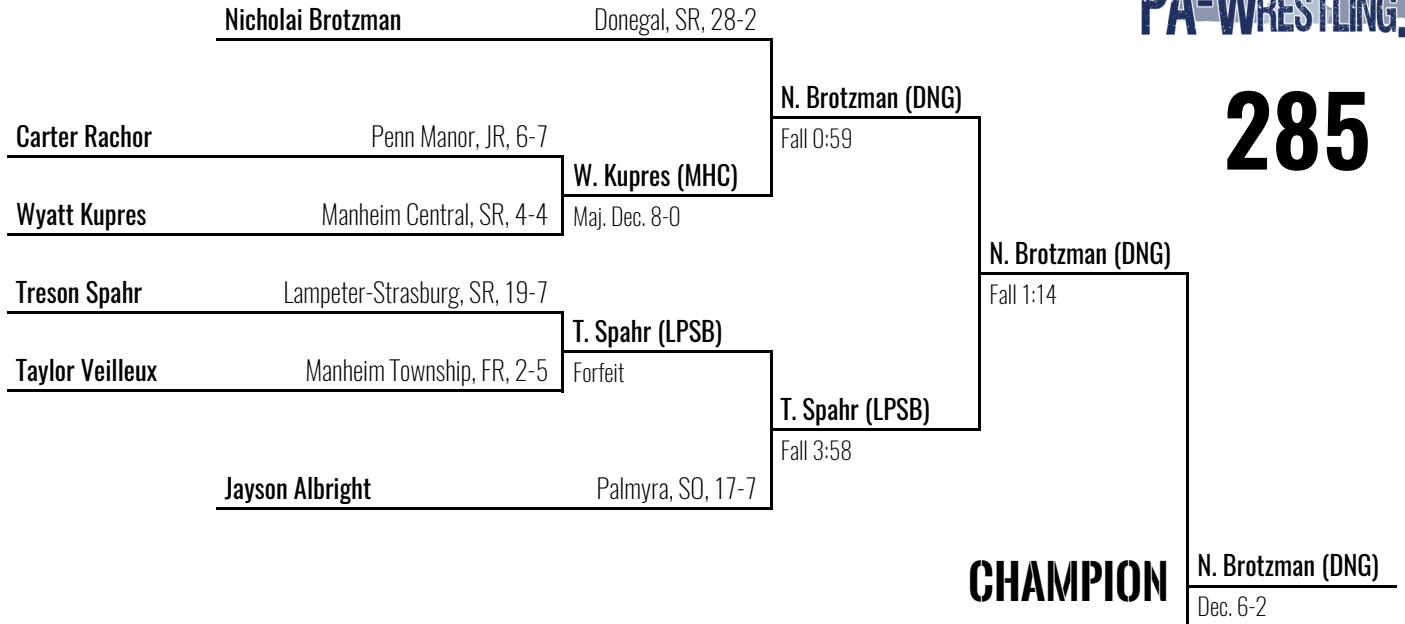 Nicholai Brotzman Donegal, SR, 28-2
PA-WRESTLING.
N. Brotzman (DNG)
285
Carter Rachor Penn Manor, JR, 6-7
Fall 0:59
W. Kupres (MHC)
Wyatt Kupres Manheim Central, SR, 4-4
Maj. Dec. 8-0
N. Brotzman (DNG)
Treson Spahr Lampeter-Strasburg, SR, 19-7
Fall 1:14
T. Spahr (LPSB)
Taylor Veilleux Manheim Township, FR, 2-5
Forfeit
T. Spahr (LPSB)
Fall 3:58
Jayson Albright Palmyra, SO, 17-7
CHAMPION
N. Brotzman (DNG)
Dec. 6-2